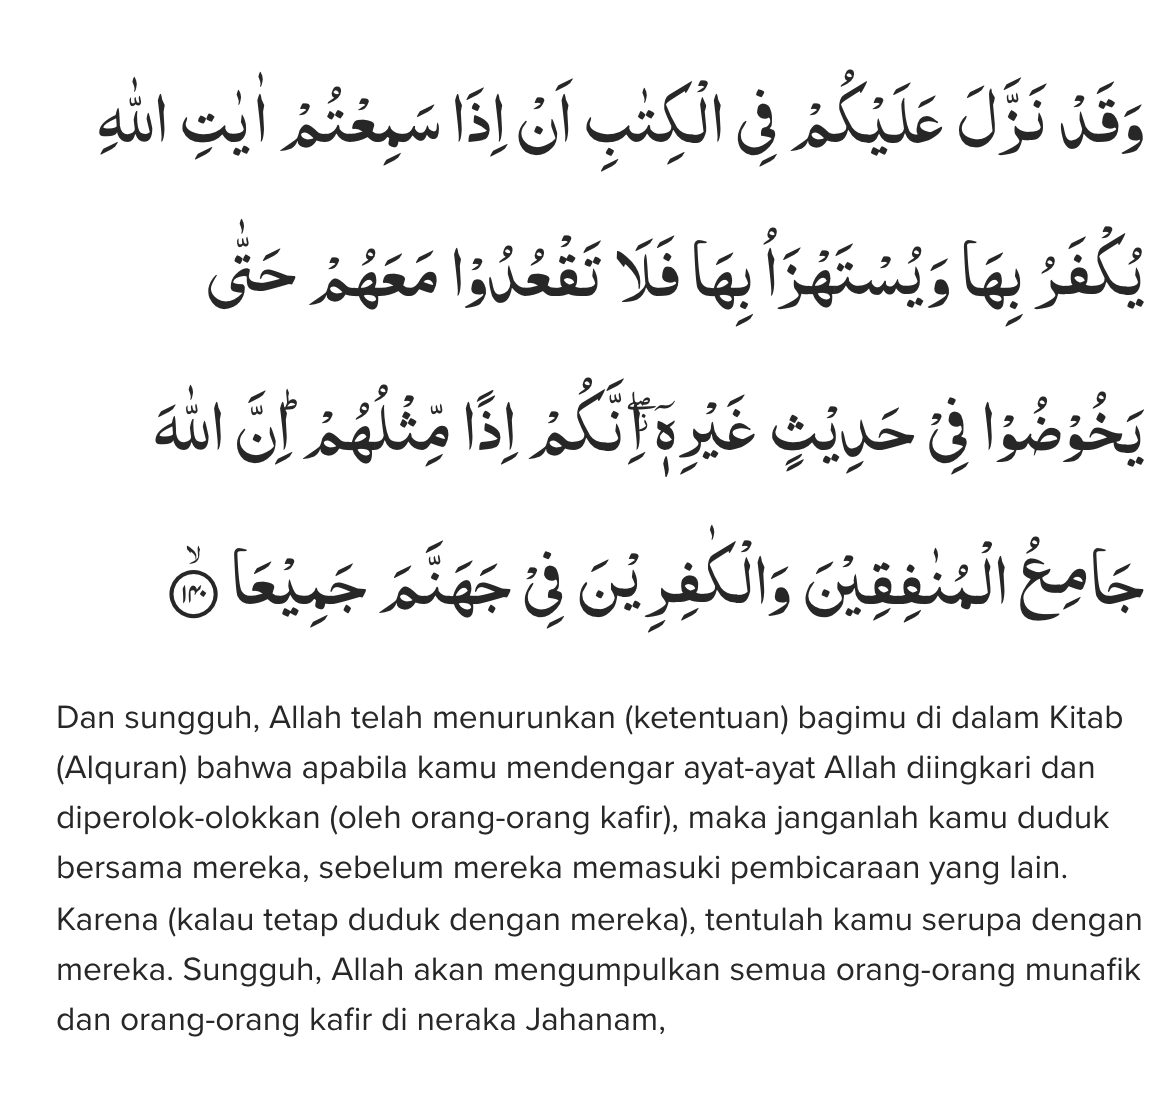 وَقَدْ نَزَّلَ عَلَيْكُمْ فِى الْكِتٰبِ اَنْ اِذَا سَمِعْتُمْ اٰيٰتِ اللّٰهِ
يُكْفَرُ بِهَا وَيُسْتَهْزَاُ بِهَا فَلَا تَقْعُدُوْا مَعَهُمْ حَتّٰى
يَخُوْضُوْا فِيْ حَدِيْثٍ غَيْرِهٖٓ ۖاِنَّكُمْ اِذًا مِّثْلُهُمْ ۗاِنَّ اللّٰهَ
جَامِعُ الْمُنٰفِقِيْنَ وَالْكٰفِرِيْنَ فِيْ جَهَنَّمَ جَمِيْعًا ۙ ١٤٠
Dan sungguh, Allah telah menurunkan (ketentuan) bagimu di dalam Kitab
(Alquran) bahwa apabila kamu mendengar ayat-ayat Allah diingkari dan
diperolok-olokkan (oleh orang-orang kafir), maka janganlah kamu duduk
bersama mereka, sebelum mereka memasuki pembicaraan yang lain.
Karena (kalau tetap duduk dengan mereka), tentulah kamu serupa dengan
mereka. Sungguh, Allah akan mengumpulkan semua orang-orang munafik
dan orang-orang kafir di neraka Jahanam,